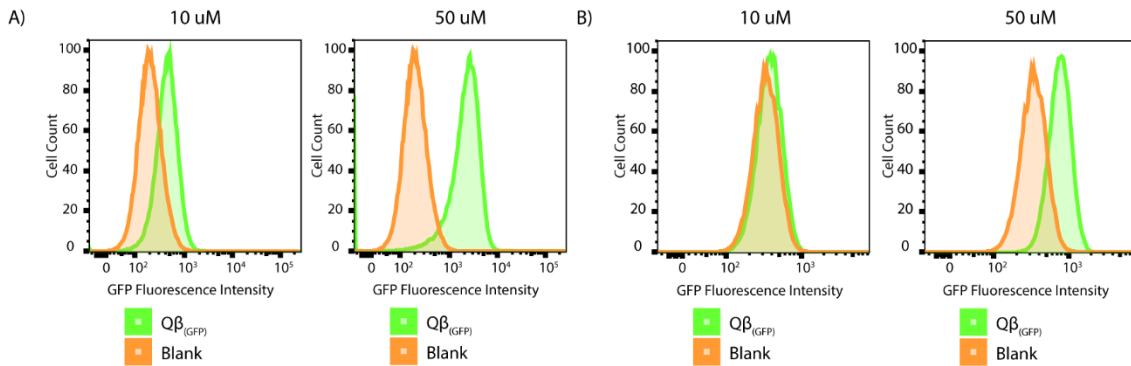 A)
10 uM
50 uM
B)
10 uM
50 uM
100
80
60
40
20
0
Cell Count
0 10² 10³ 10⁴ 10⁵
GFP Fluorescence Intensity
Qβ(GFP)
Blank
100
80
60
40
20
0
Cell Count
0 10² 10³ 10⁴ 10⁵
GFP Fluorescence Intensity
Qβ(GFP)
Blank
100
80
60
40
20
0
Cell Count
0 10² 10³
GFP Fluorescence Intensity
Qβ(GFP)
Blank
100
80
60
40
20
0
Cell Count
0 10² 10³
GFP Fluorescence Intensity
Qβ(GFP)
Blank